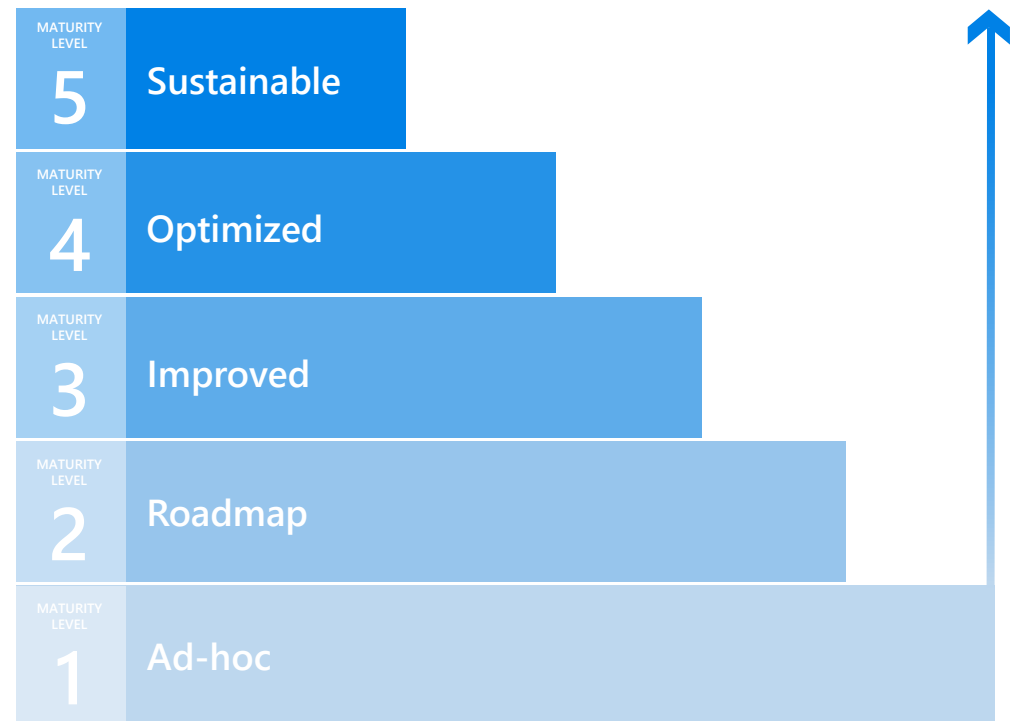 MATURITY
LEVEL
5
Sustainable
MATURITY
LEVEL
4
Optimized
MATURITY
LEVEL
3
Improved
MATURITY
LEVEL
2
Roadmap
MATURITY
LEVEL
1
Ad-hoc